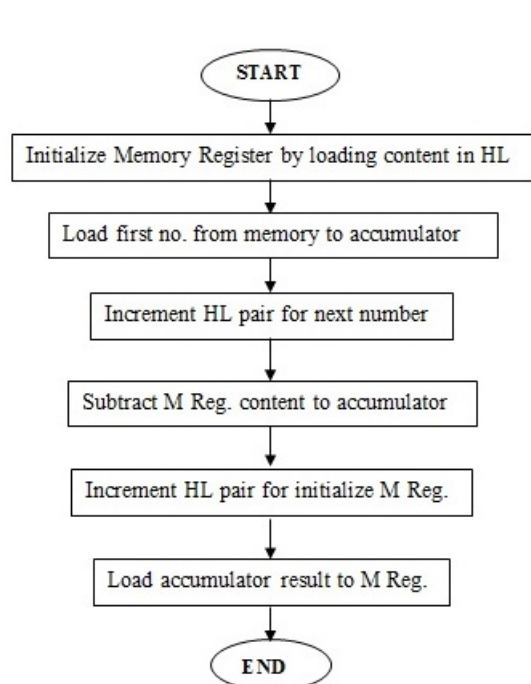 START
Initialize Memory Register by loading content in HL
Load first no. from memory to accumulator
Increment HL pair for next number
Subtract M Reg. content to accumulator
Increment HL pair for initialize M Reg.
Load accumulator result to M Reg.
END